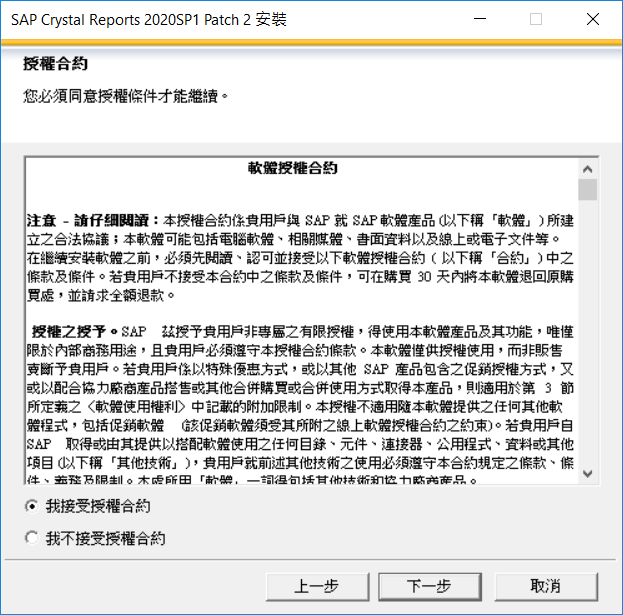 SAP Crystal Reports 2020SP1 Patch 2 安裝
授權合約
您必須同意授權條件才能繼續。
軟體授權合約
注意 - 請仔細閱讀：本授權合約係貴用戶與 SAP 就 SAP 軟體產品 (以下稱「軟體」) 所建
立之合法協議；本軟體可能包括電腦軟體、相關媒體、書面資料以及線上或電子文件等。
在繼續安裝軟體之前，必須先閱讀、認可並接受以下軟體授權合約 ( 以下稱「合約」) 中之
條款及條件。若貴用戶不接受本合約中之條款及條件，可在購買 30 天內將本軟體退回原購
買處，並請求全額退款。
授權之授予。SAP 茲授予貴用戶非專屬之有限授權，得使用本軟體產品及其功能，唯僅
限於內部商務用途，且貴用戶必須遵守本授權合約條款。本軟體僅供授權使用，而非販售
賣斷予貴用戶。若貴用戶係以特殊優惠方式，或以其他 SAP 產品包含之促銷授權方式，又
或以配合協力廠商產品搭售或其他合併購買或合併使用方式取得本產品，則適用於第 3 節
所定義之〈軟體使用權利〉中記載的附加限制。本授權不適用隨本軟體提供之任何其他軟
體程式，包括促銷軟體 (該促銷軟體須受其所附之線上軟體授權合約之約束)。若貴用戶自
SAP 取得或由其提供以搭配軟體使用之任何目錄、元件、連接器、公用程式、資料或其他
項目 (以下稱「其他技術」)，貴用戶就前述其他技術之使用必須遵守本合約規定之條款、條
件、義務及限制。本處所用「軟體」一詞得包括其他技術和協力廠商產品。
我接受授權合約
我不接受授權合約
上一步 下一步 取消